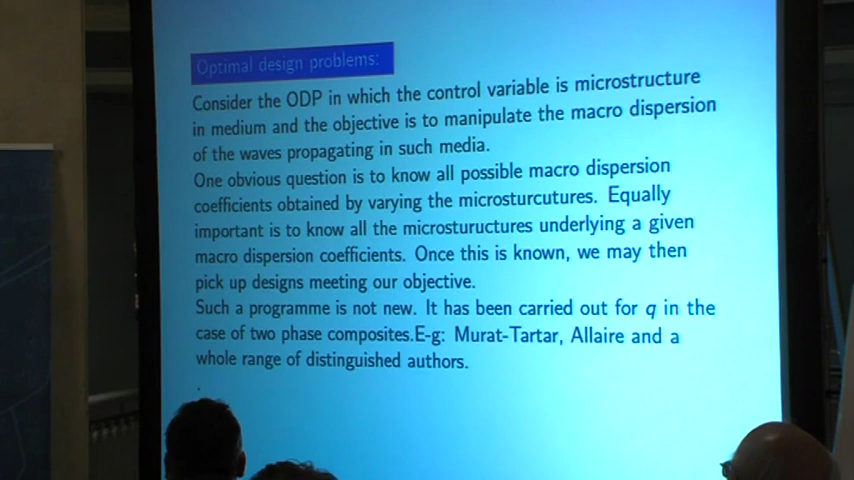 Optimal design problems:
Consider the ODP in which the control variable is microstructure
in medium and the objective is to manipulate the macro dispersion
of the waves propagating in such media.
One obvious question is to know all possible macro dispersion
coefficients obtained by varying the microsturcutures. Equally
important is to know all the microsturuct​ures underlying a given
macro dispersion coefficients. Once this is known, we may then
pick up designs meeting our objective.
Such a programme is not new. It has been carried out for q in the
case of two phase composites.E-g: Murat-Tartar, Allaire and a
whole range of distinguished authors.
.